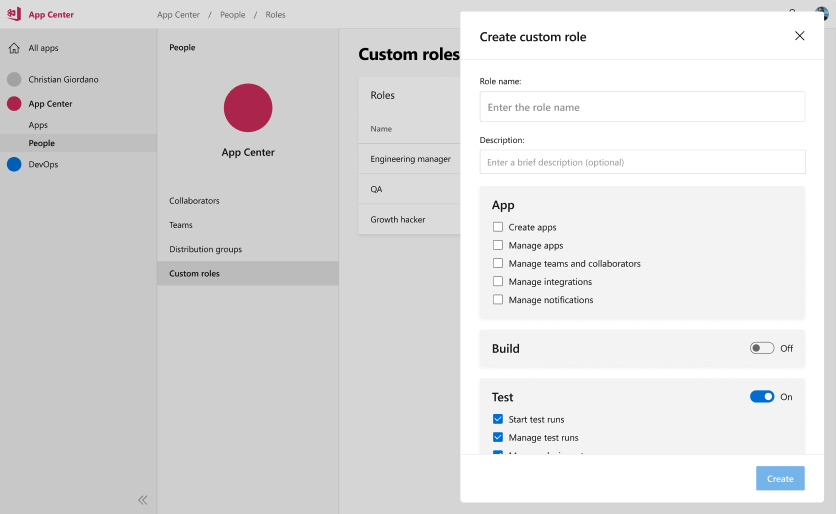 App Center
App Center / People / Roles
All apps
Christian Giordano
App Center
Apps
People
DevOps
People
App Center
Collaborators
Teams
Distribution groups
Custom roles
Custom roles
Roles
Name
Engineering manager
QA
Growth hacker
Create custom role
Role name:
Enter the role name
Description:
Enter a brief description (optional)
App
Create apps
Manage apps
Manage teams and collaborators
Manage integrations
Manage notifications
Build
Off
Test
On
Start test runs
Manage test runs
Create